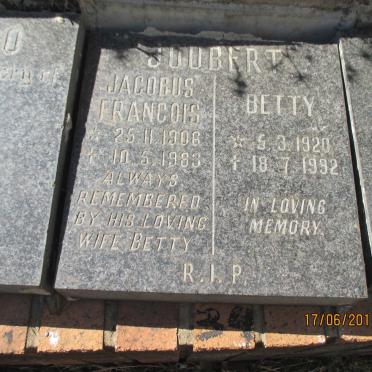 JOUBERT
JACOBUS
FRANCOIS
☆ 25.11.1906
✝ 10.5.1983
ALWAYS
REMEMBERED
BY HIS LOVING
WIFE BETTY
BETTY
☆ 5.3.1920
✝ 18.7.1992
IN LOVING
MEMORY.
R.I.P.
O
of
17/06/201